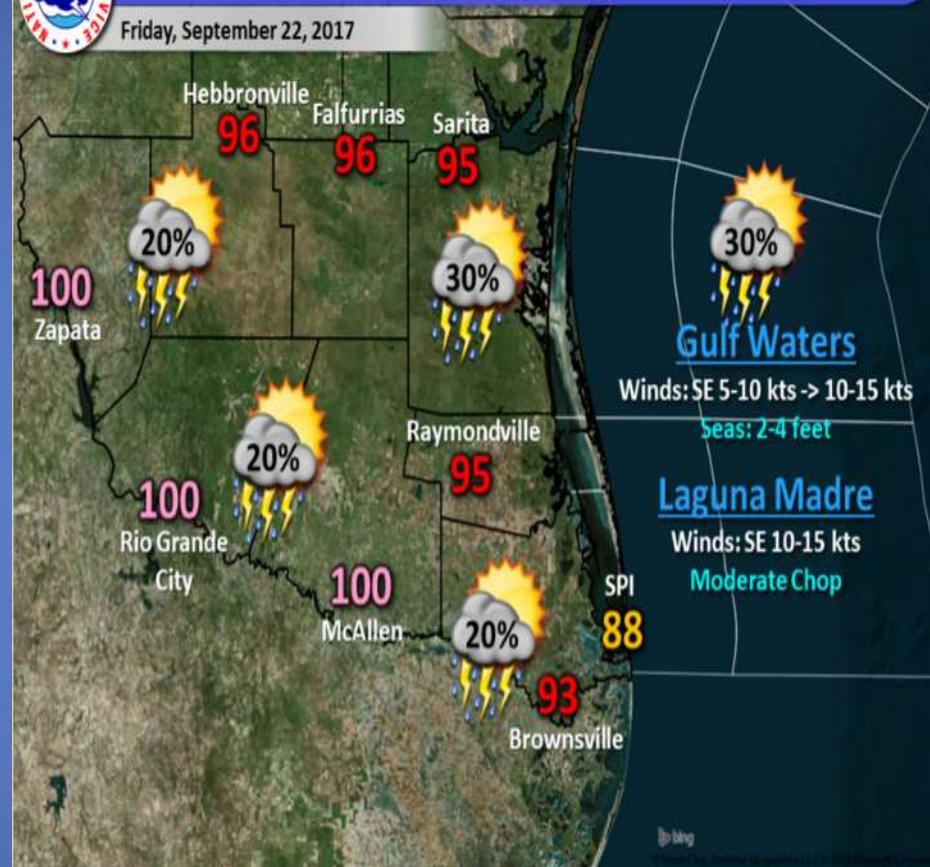 VICE NATI
Friday, September 22, 2017
Hebbronville
96
Falfurrias
96
Sarita
95
20%
30%
30%
100
Zapata
Gulf Waters
Winds: SE 5-10 kts -> 10-15 kts
Seas: 2-4 feet
20%
Raymondville
95
100
Rio Grande
City
Laguna Madre
Winds: SE 10-15 kts
Moderate Chop
100
McAllen
20%
SPI
88
93
Brownsville
bing